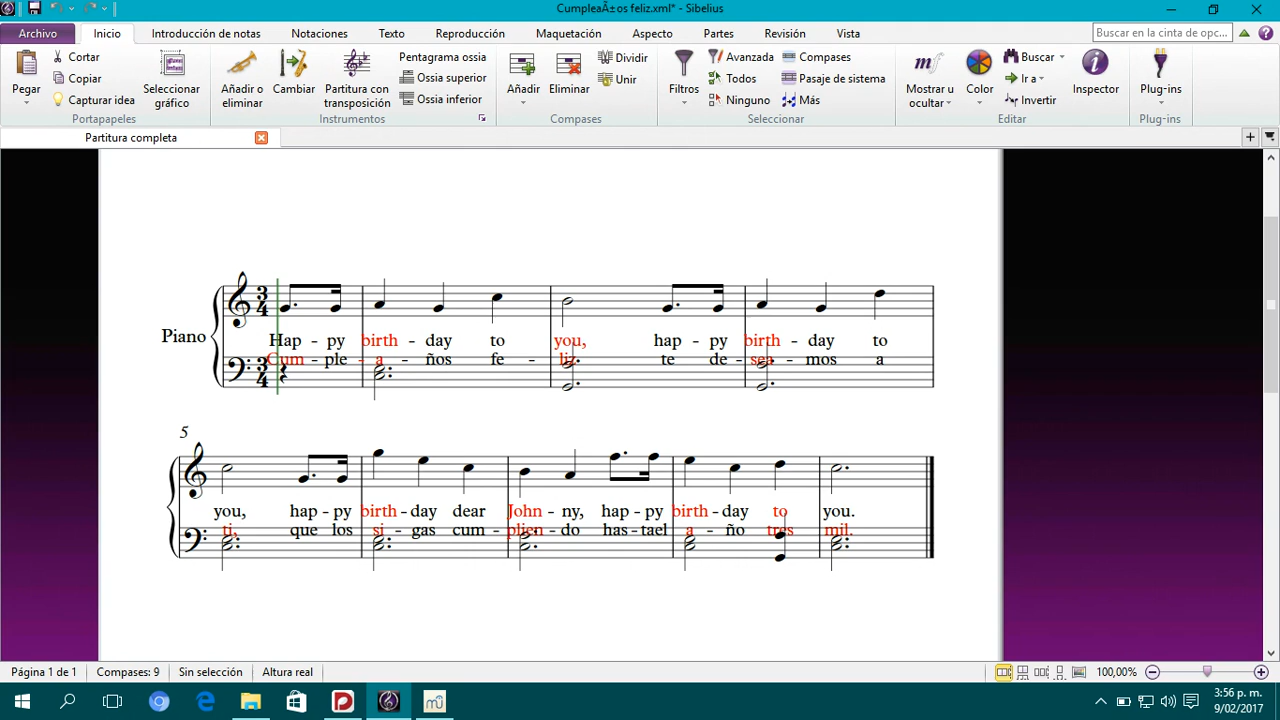 CumpleaÃ±os feliz.xml* - Sibelius
Archivo Inicio Introducción de notas Notaciones Texto Reproducción Maquetación Aspecto Partes Revisión Vista Buscar en la cinta de opc...
Pegar
Cortar
Copiar
Capturar idea
Seleccionar gráfico
Portapapeles
Añadir o eliminar
Cambiar
Partitura con transposición
Pentagrama ossia
Ossia superior
Ossia inferior
Instrumentos
Añadir
Eliminar
Dividir
Unir
Compases
Filtros
Avanzada
Todos
Ninguno
Compases
Pasaje de sistema
Más
Seleccionar
Mostrar u ocultar
Color
Buscar
Ir a
Invertir
Inspector
Editar
Plug-ins
Plug-ins
Partitura completa
3 4
Piano
Hap - py birth - day to you, hap - py birth - day to
Cum - ple - a - ños fe - liz, te de - sea - mos a
3 4
5
you, hap - py birth - day dear John - ny, hap - py birth - day to you.
ti, que los si - gas cum - plien - do has - tael a - ño tres mil.
Página 1 de 1 Compases: 9 Sin selección Altura real 100,00%
3:56 p. m.
9/02/2017